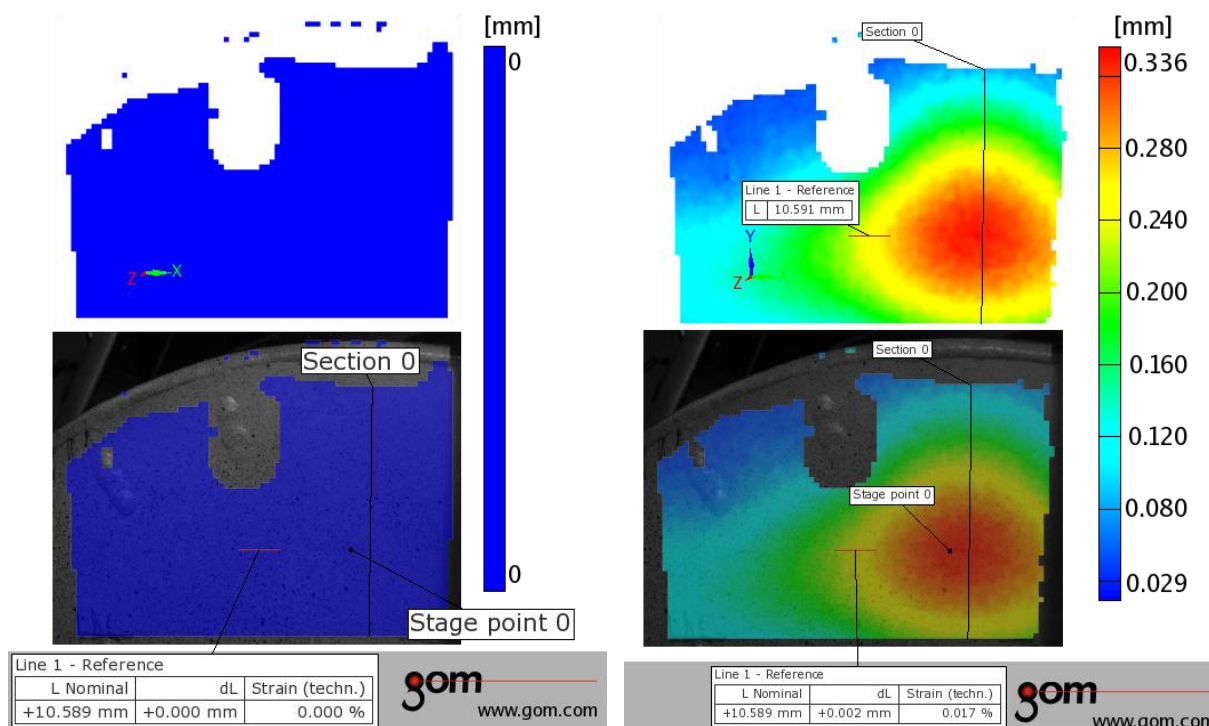 [mm]
0
Z X
0
Section 0
Stage point 0
Line 1 - Reference
L Nominal dL Strain (techn.)
+10.589 mm +0.000 mm 0.000 %
gom
www.gom.com
[mm]
Section 0
0.336
0.280
0.240
0.200
0.160
0.120
0.080
0.029
Line 1 - Reference
L 10.591 mm
Y
Z
Section 0
Stage point 0
Line 1 - Reference
L Nominal dL Strain (techn.)
+10.589 mm +0.002 mm 0.017 %
gom
www.gom.com